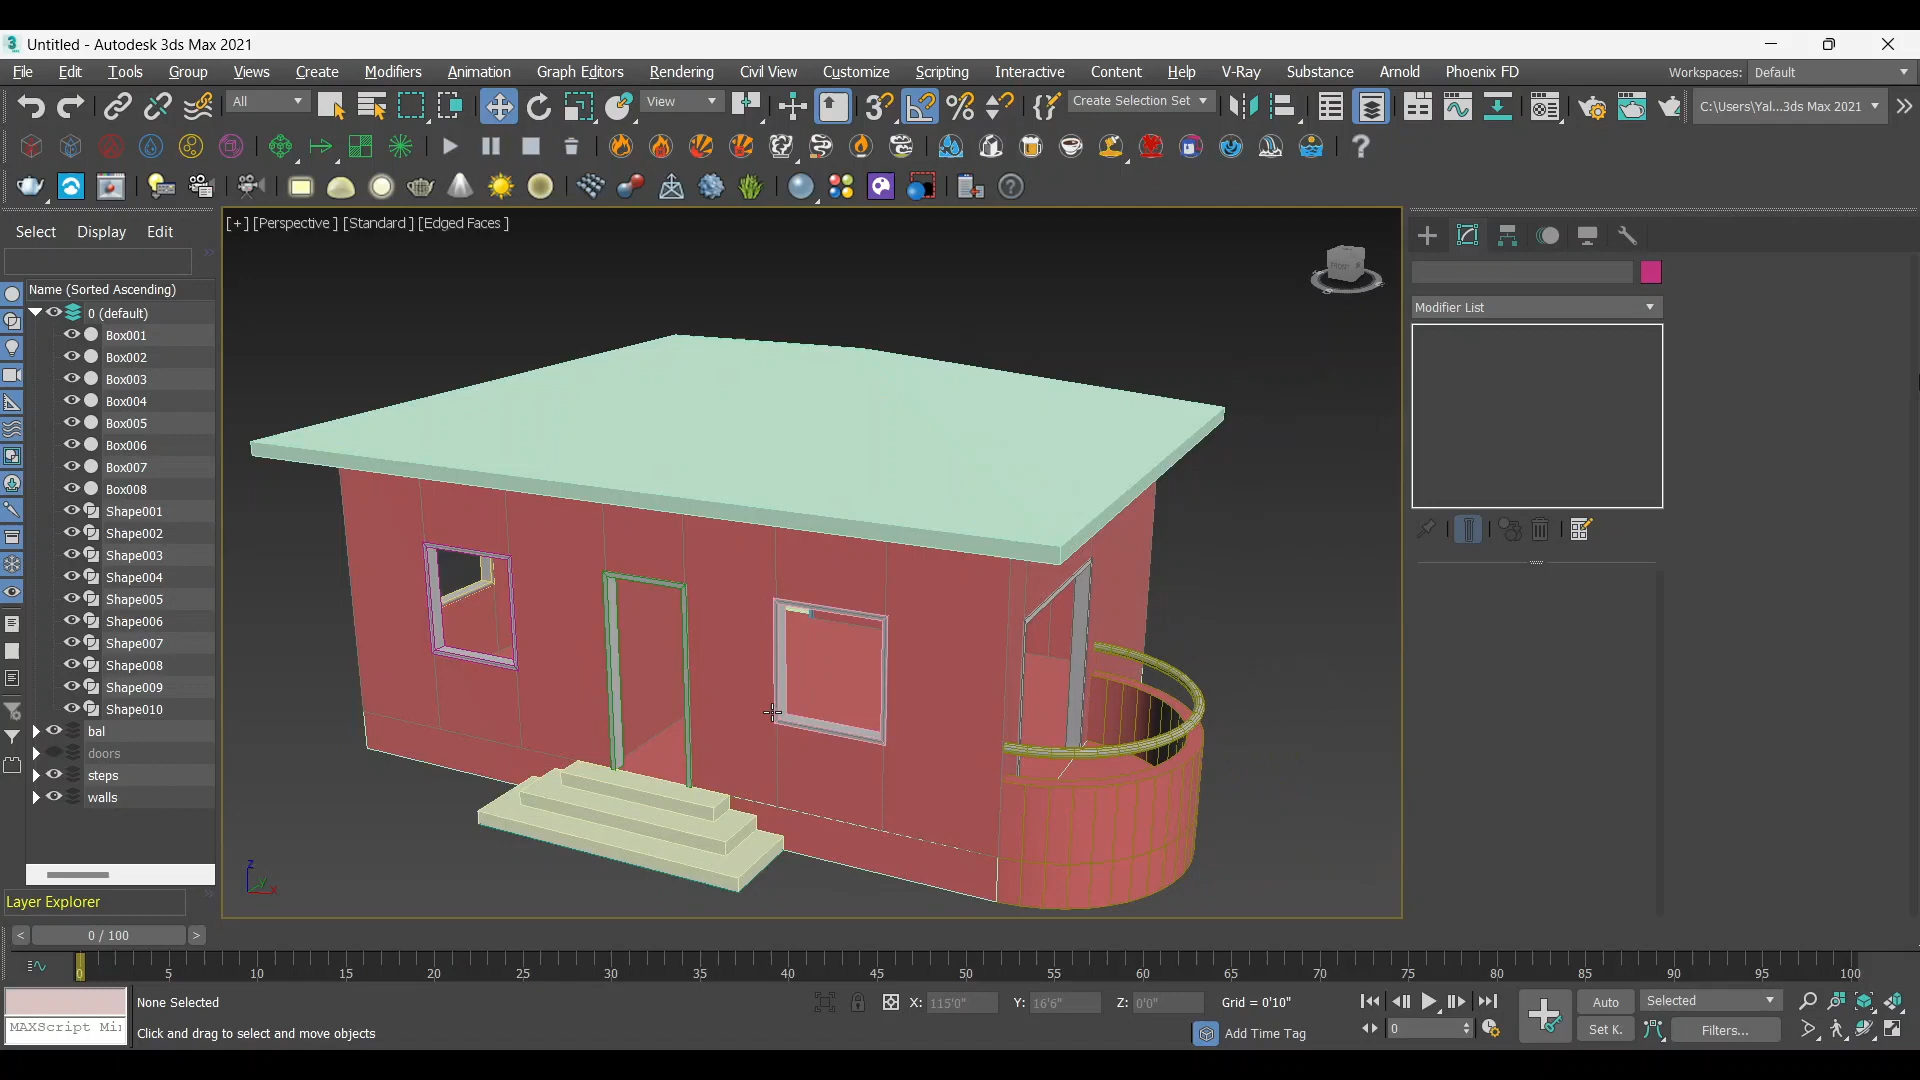 Untitled - Autodesk 3ds Max 2021
File Edit Tools Group Views Create Modifiers Animation Graph Editors Rendering Civil View Customize Scripting Interactive Content Help V-Ray Substance Arnold Phoenix FD Workspaces: Default
All View Create Selection Set C:\Users\Yal...3ds Max 2021
Select Display Edit
[+] [Perspective ] [Standard ] [Edged Faces ]
Name (Sorted Ascending)
Modifier List
0 (default)
Box001
Box002
Box003
Box004
Box005
Box006
Box007
Box008
Shape001
Shape002
Shape003
Shape004
Shape005
Shape006
Shape007
Shape008
Shape009
Shape010
bal
doors
steps
walls
FRONT
z
x
Layer Explorer
< 0 / 100 >
0 5 10 15 20 25 30 35 40 45 50 55 60 65 70 75 80 85 90 95 100
None Selected X: 115'0" Y: 16'6" Z: 0'0" Grid = 0'10" Auto Selected
MAXScript Mi Click and drag to select and move objects Add Time Tag 0 Set K. Filters...